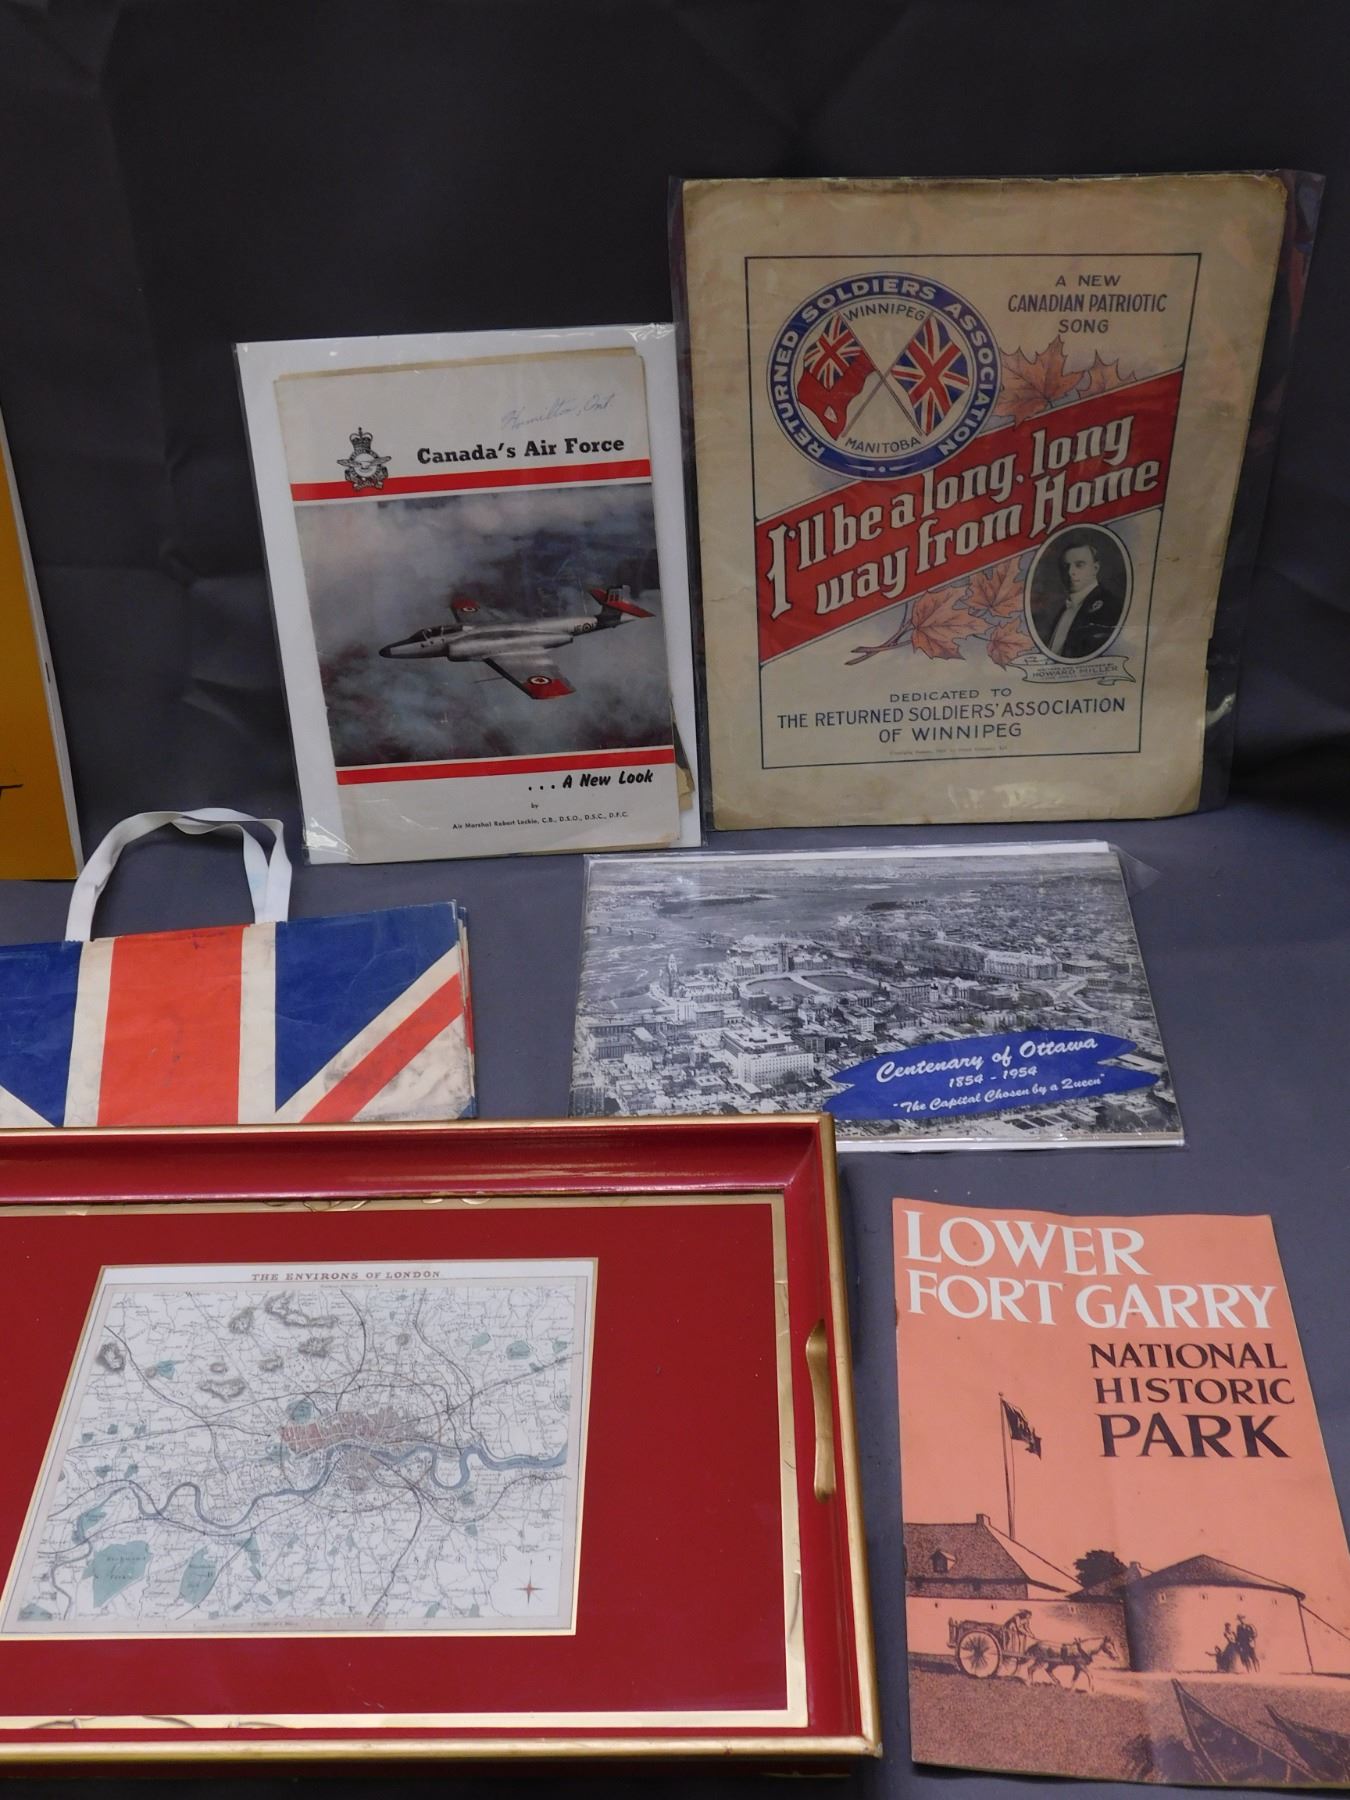 Hamilton, Ont.
Canada's Air Force
. . . A New Look
by
Air Marshal Robert Leckie, C.B., D.S.O., D.S.C., D.F.C.
RETURNED SOLDIERS ASSOCIATION
WINNIPEG
MANITOBA
A NEW
CANADIAN PATRIOTIC
SONG
I'll be a long, long
way from Home
HOWARD MILLER
DEDICATED TO
THE RETURNED SOLDIERS' ASSOCIATION
OF WINNIPEG
Centenary of Ottawa
1854 - 1954
"The Capital Chosen by a Queen"
THE ENVIRONS OF LONDON
LOWER
FORT GARRY
NATIONAL
HISTORIC
PARK